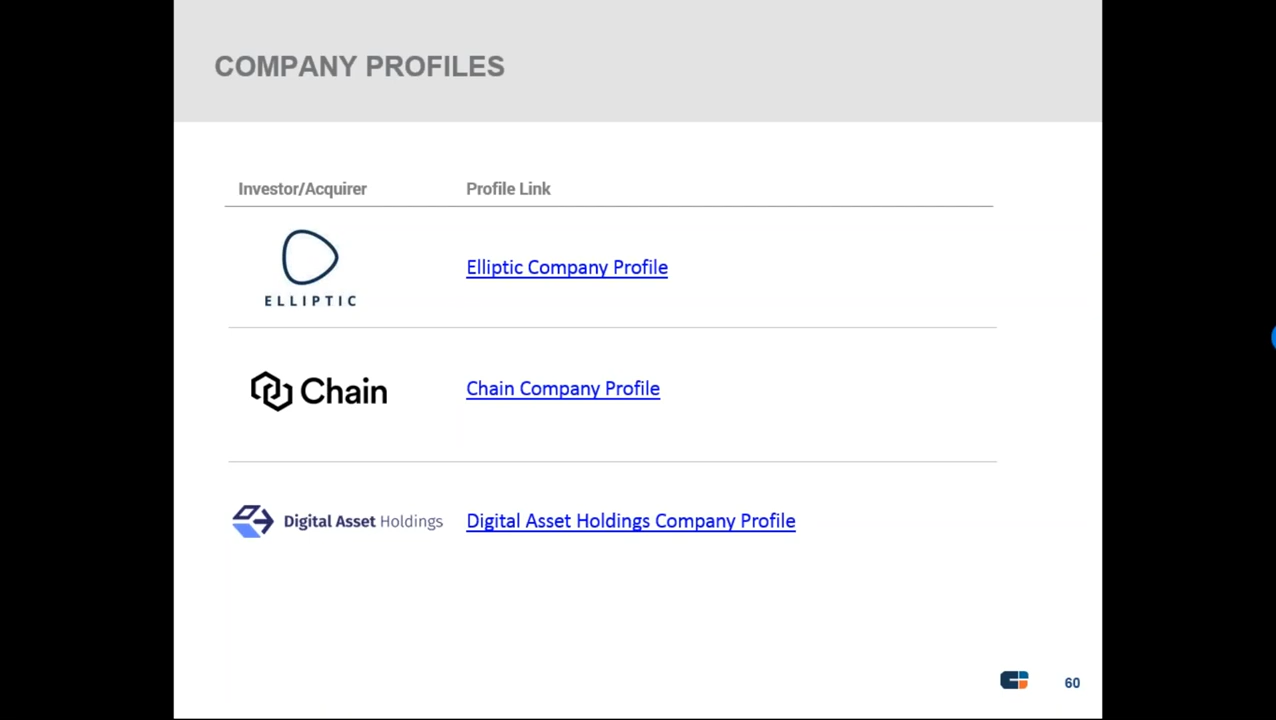 COMPANY PROFILES
Investor/Acquirer Profile Link
ELLIPTIC
Elliptic Company Profile
Chain
Chain Company Profile
Digital Asset Holdings
Digital Asset Holdings Company Profile
60